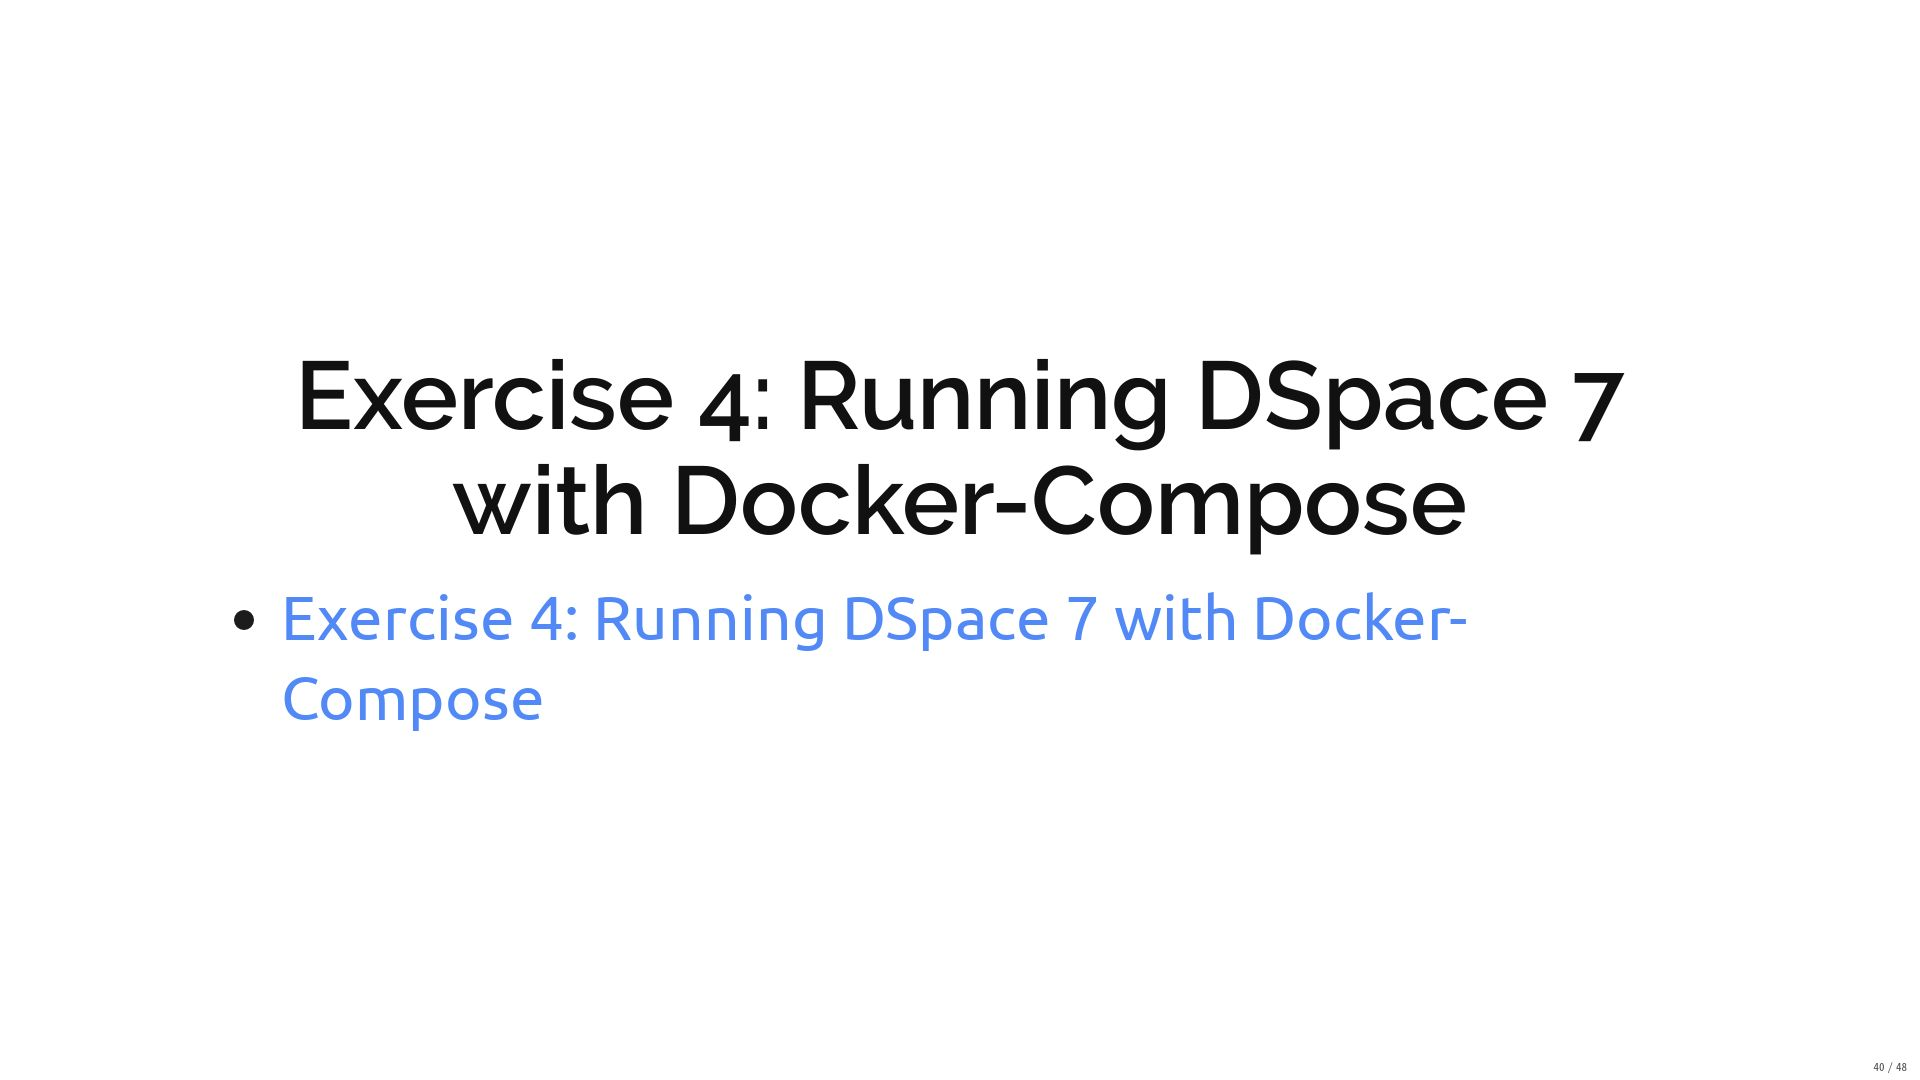 Exercise 4: Running DSpace 7
with Docker-Compose
• Exercise 4: Running DSpace 7 with Docker-
Compose
40 / 48